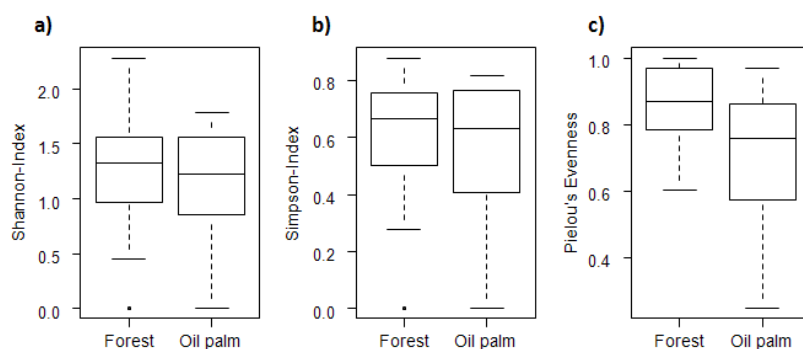 a)
Shannon-Index
2.0
1.5
1.0
0.5
0.0
Forest
Oil palm
b)
Simpson-Index
0.8
0.6
0.4
0.2
0.0
Forest
Oil palm
c)
Pielou's Evenness
1.0
0.8
0.6
0.4
Forest
Oil palm